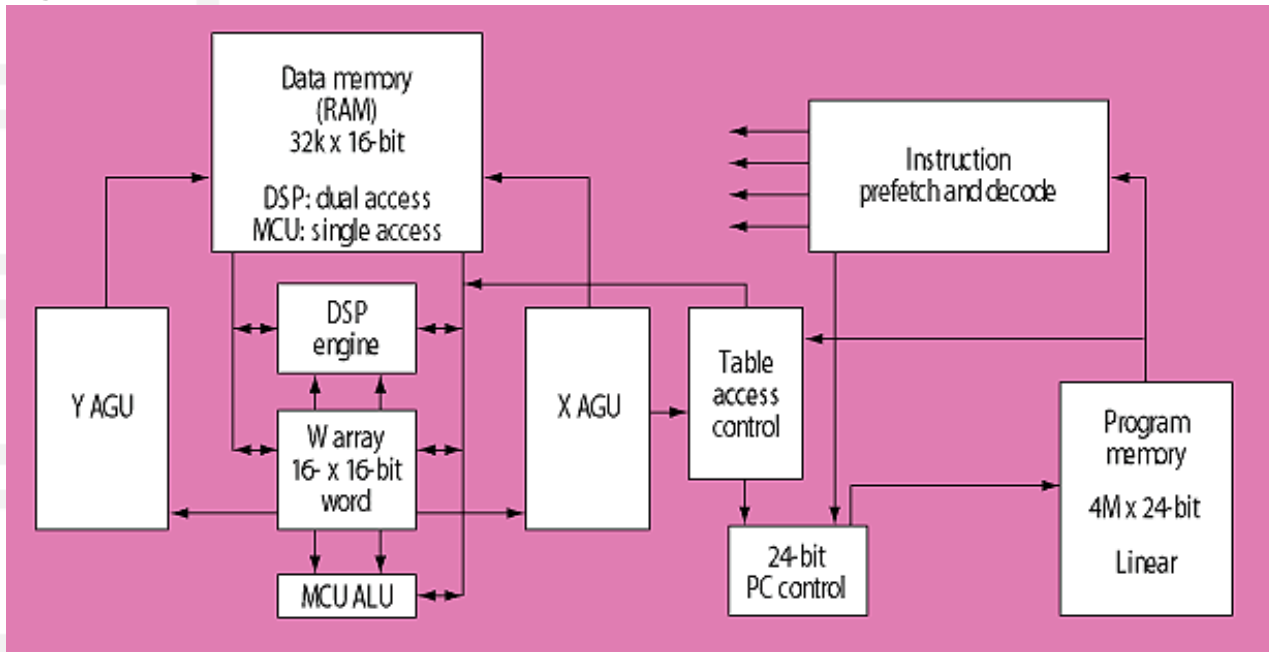 Data memory
(RAM)
32k x 16-bit
DSP: dual access
MCU: single access
Instruction
prefetch and decode
DSP
engine
Y AGU
W array
16- x 16-bit
word
X AGU
Table
access
control
Program
memory
4M x 24-bit
Linear
24-bit
PC control
MCU ALU